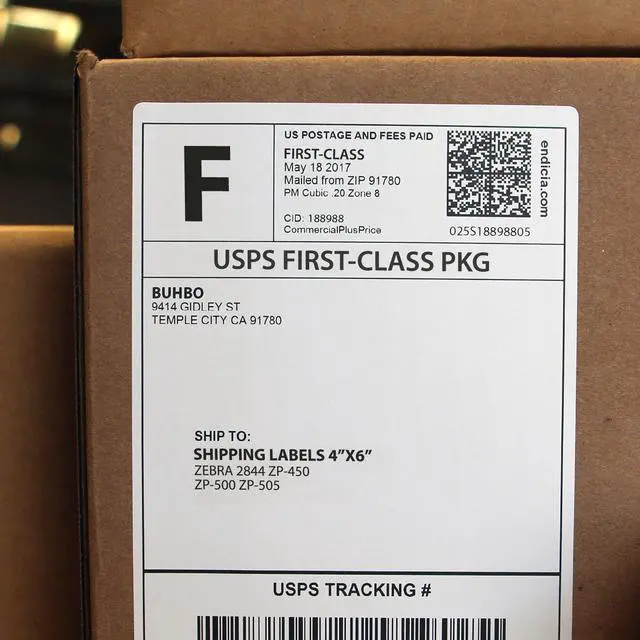 F
US POSTAGE AND FEES PAID
FIRST-CLASS
May 18 2017
Mailed from ZIP 91780
PM Cubic .20 Zone 8
CID: 188988
CommercialPlusPrice
endicia.com
025S18898805
USPS FIRST-CLASS PKG
BUHBO
9414 GIDLEY ST
TEMPLE CITY CA 91780
SHIP TO:
SHIPPING LABELS 4”X6”
ZEBRA 2844 ZP-450
ZP-500 ZP-505
USPS TRACKING #